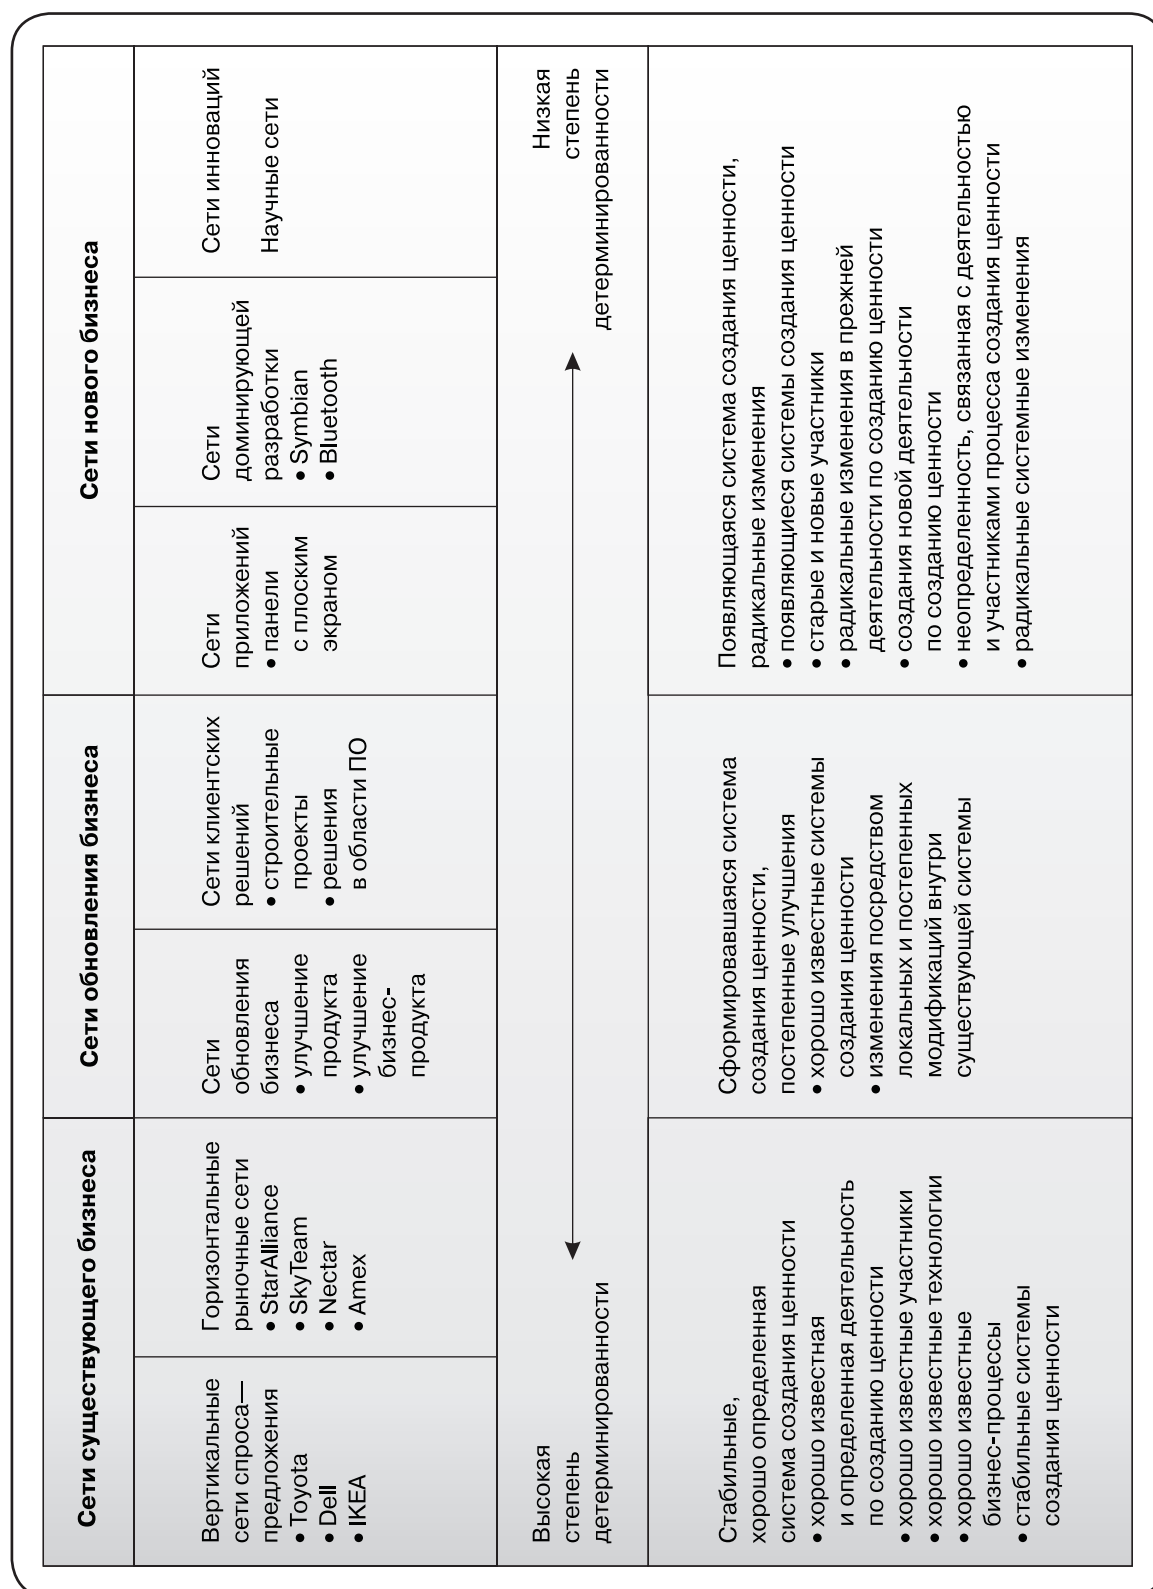 Сети существующего бизнеса
Сети обновления бизнеса
Сети нового бизнеса
Вертикальные
сети спроса—
предложения
• Toyota
• Dell
• IKEA
Горизонтальные
рыночные сети
• StarAlliance
• SkyTeam
• Nectar
• Amex
Сети
обновления
бизнеса
• улучшение
продукта
• улучшение
бизнес-
продукта
Сети клиентских
решений
• строительные
проекты
• решения
в области ПО
Сети
приложений
• панели
с плоским
экраном
Сети
доминирующей
разработки
• Symbian
• Bluetooth
Сети инноваций
Научные сети
Высокая
степень
детерминированности
Низкая
степень
детерминированности
Стабильные,
хорошо определенная
система создания ценности
• хорошо известная
и определенная деятельность
по созданию ценности
• хорошо известные участники
• хорошо известные технологии
• хорошо известные
бизнес-процессы
• стабильные системы
создания ценности
Сформировавшаяся система
создания ценности,
постепенные улучшения
• хорошо известные системы
создания ценности
• изменения посредством
локальных и постепенных
модификаций внутри
существующей системы
Появляющаяся система создания ценности,
радикальные изменения
• появляющиеся системы создания ценности
• старые и новые участники
• радикальные изменения в прежней
деятельности по созданию ценности
• создания новой деятельности
по созданию ценности
• неопределенность, связанная с деятельностью
и участниками процесса создания ценности
• радикальные системные изменения